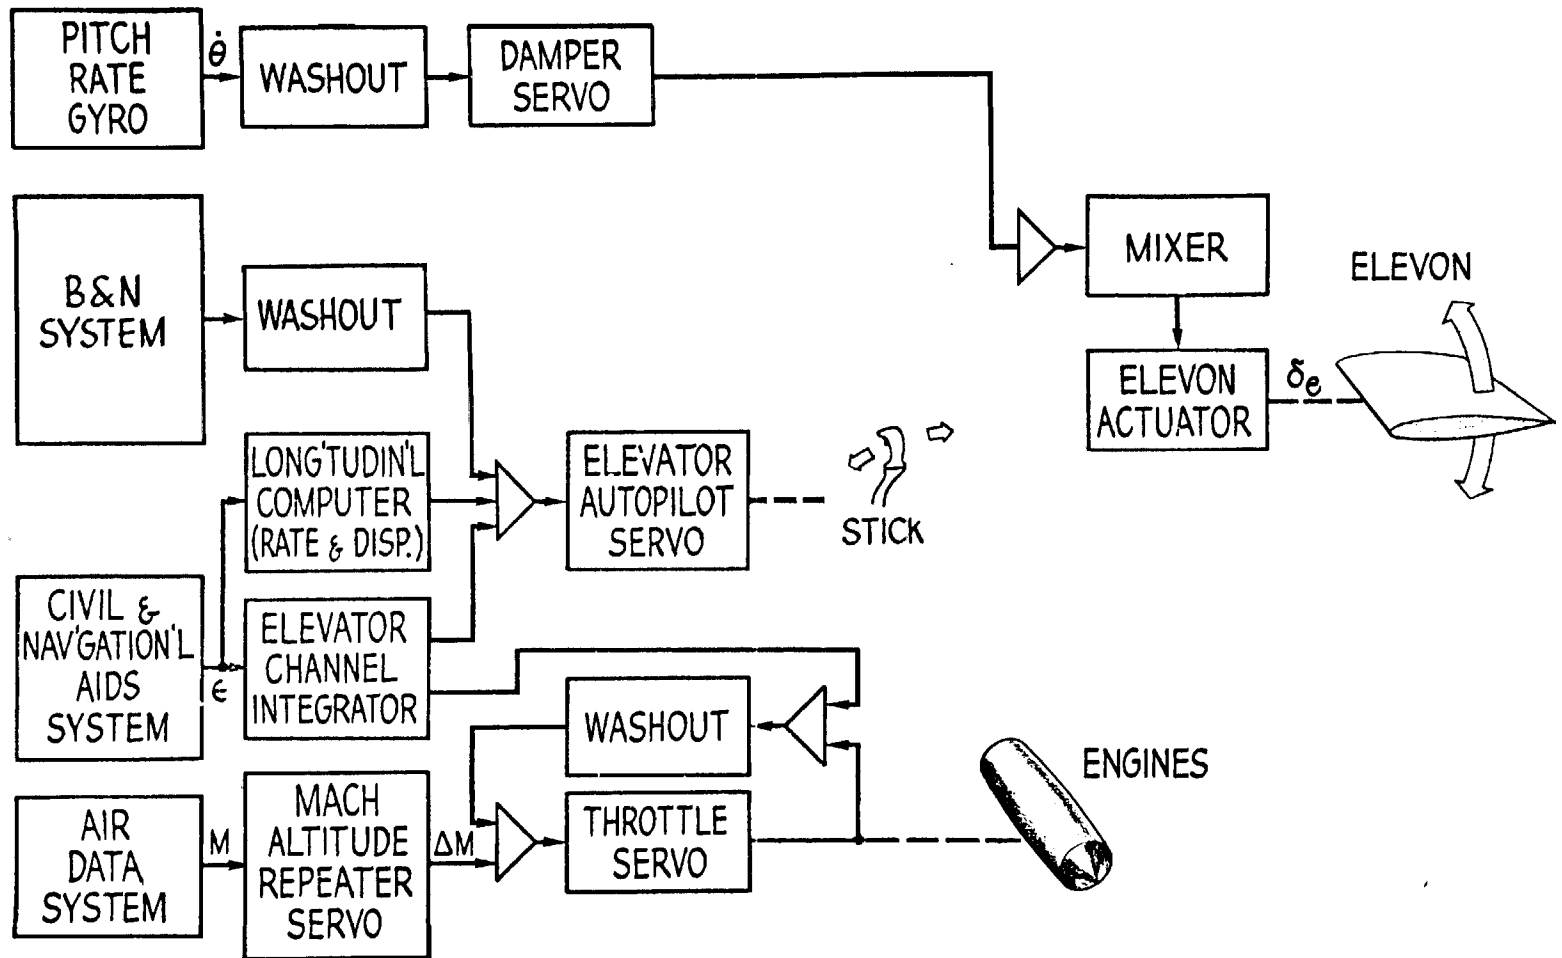 PITCH
RATE
GYRO
θ̇
WASHOUT
DAMPER
SERVO
B&N
SYSTEM
WASHOUT
MIXER
ELEVON
ELEVON
ACTUATOR
δe
LONG'TUDIN'L
COMPUTER
(RATE & DISP.)
ELEVATOR
AUTOPILOT
SERVO
STICK
CIVIL &
NAV'GATION'L
AIDS
SYSTEM
ϵ
ELEVATOR
CHANNEL
INTEGRATOR
WASHOUT
ENGINES
AIR
DATA
SYSTEM
M
MACH
ALTITUDE
REPEATER
SERVO
ΔM
THROTTLE
SERVO